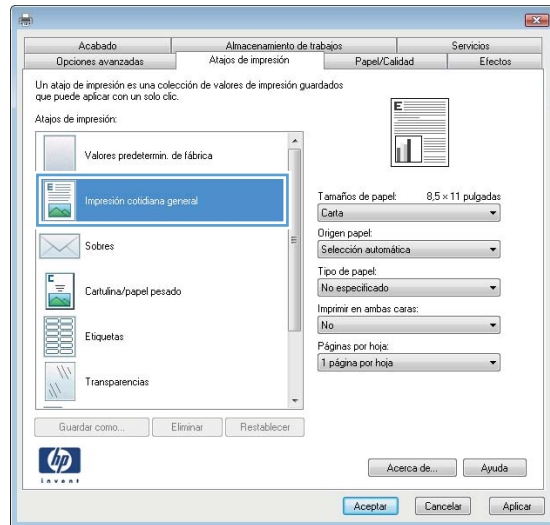 Acabado Almacenamiento de trabajos Servicios
Opciones avanzadas Atajos de impresión Papel/Calidad Efectos
Un atajo de impresión es una colección de valores de impresión guardados
que puede aplicar con un solo clic.
Atajos de impresión:
E
Valores predetermin. de fábrica
E
Impresión cotidiana general
Tamaños de papel: 8,5 × 11 pulgadas
Carta
Origen papel:
Sobres
Selección automática
Tipo de papel:
C
Cartulina/papel pesado
No especificado
Imprimir en ambas caras:
No
Etiquetas
Páginas por hoja:
1 página por hoja
Transparencias
Guardar como... Eliminar Restablecer
hp
invent
Acerca de... Ayuda
Aceptar Cancelar Aplicar